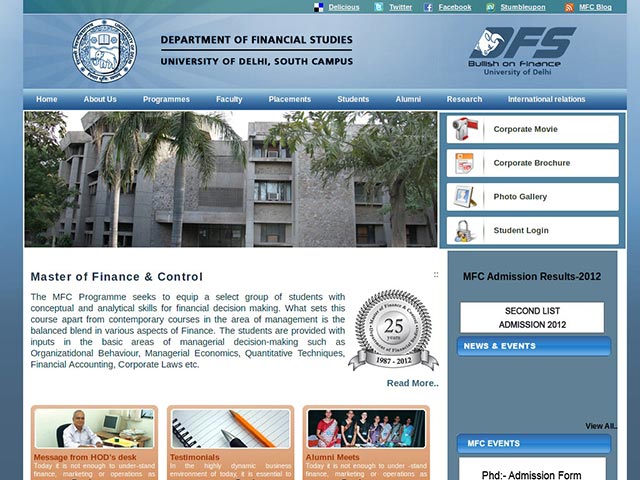 Delicious Twitter Facebook Stumbleupon MFC Blog
DEPARTMENT OF FINANCIAL STUDIES
UNIVERSITY OF DELHI, SOUTH CAMPUS
DFS
Bullish on Finance
University of Delhi
Home About Us Programmes Faculty Placements Students Alumni Research International relations
Corporate Movie
Corporate Brochure
Photo Gallery
Student Login
Master of Finance & Control
::
The MFC Programme seeks to equip a select group of students with
conceptual and analytical skills for financial decision making. What sets this
course apart from contemporary courses in the area of management is the
balanced blend in various aspects of Finance. The students are provided with
inputs in the basic areas of managerial decision-making such as
Organizatidonal Behaviour, Managerial Economics, Quantitative Techniques,
Financial Accounting, Corporate Laws etc.
25
years
1987 - 2012
Read More..
MFC Admission Results-2012
SECOND LIST
ADMISSION 2012
NEWS & EVENTS
View All..
MFC EVENTS
Phd:- Admission Form
Message from HOD's desk
Today it is not enough to under-stand
finance, marketing or operations as
Testimonials
In the highly dynamic business
environment of today, it is essential to
Alumni Meets
Today it is not enough to under -stand
finance, marketing or operations as